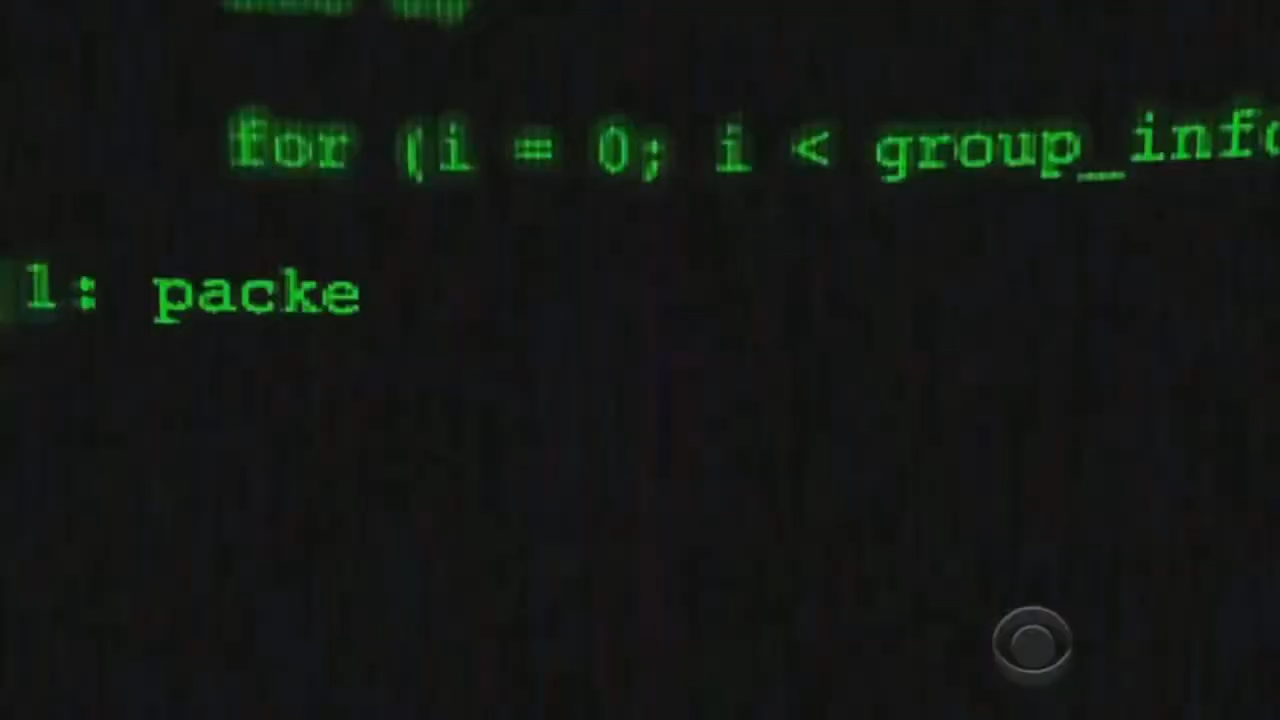 for (i = 0; i < group_info
1: packe